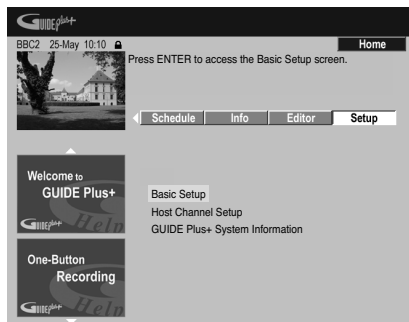 GUIDE plus+
BBC2 25-May 10:10 Home
Press ENTER to access the Basic Setup screen.
Schedule Info Editor Setup
Welcome to
GUIDE Plus+
GUIDE plus+ Help
Basic Setup
Host Channel Setup
GUIDE Plus+ System Information
One-Button
Recording
GUIDE plus+ Help